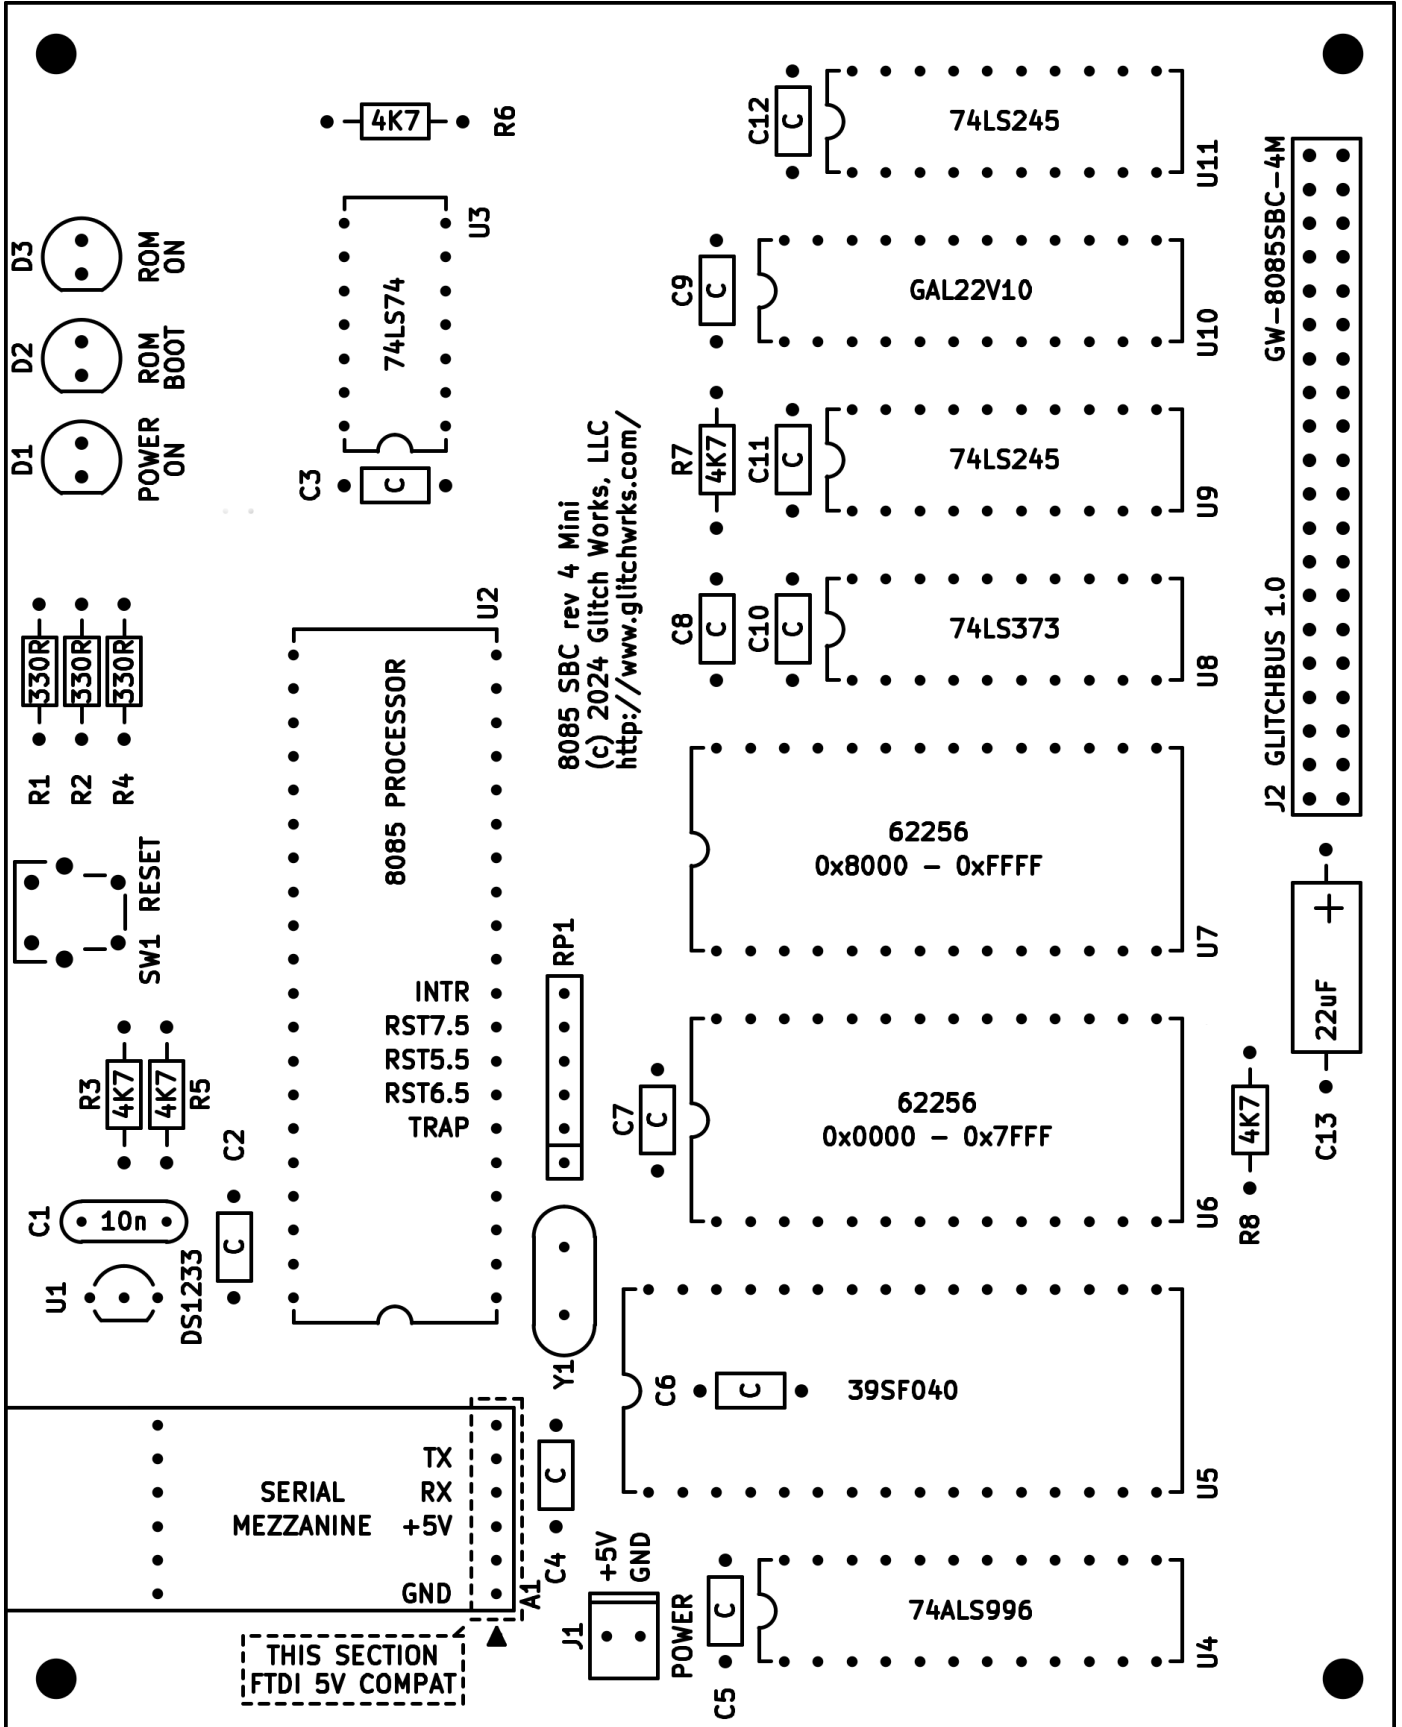 C12
C
74LS245
U11
4K7
R6
D3
ROM
ON
U3
74LS74
C9
C
GAL22V10
U10
GW-8085SBC-4M
D2
ROM
BOOT
D1
POWER
ON
C3
C
R7
4K7
C11
C
74LS245
U9
8085 SBC rev 4 Mini
(c) 2024 Glitch Works, LLC
http://www.glitchwrks.com/
330R
330R
330R
R1
R2
R4
U2
8085 PROCESSOR
C8
C
C10
C
74LS373
U8
J2 GLITCHBUS 1.0
SW1 RESET
62256
0x8000 - 0xFFFF
U7
RP1
INTR
RST7.5
RST5.5
RST6.5
TRAP
22uF
+
C13
R3
4K7
4K7
R5
C2
C
C7
C
62256
0x0000 - 0x7FFF
U6
4K7
R8
C1
10n
U1
DS1233
Y1
C6
C
39SF040
U5
TX
SERIAL
RX
MEZZANINE
+5V
GND
A1
C
C4
+5V
GND
J1
POWER
C
C5
74ALS996
U4
THIS SECTION
FTDI 5V COMPAT